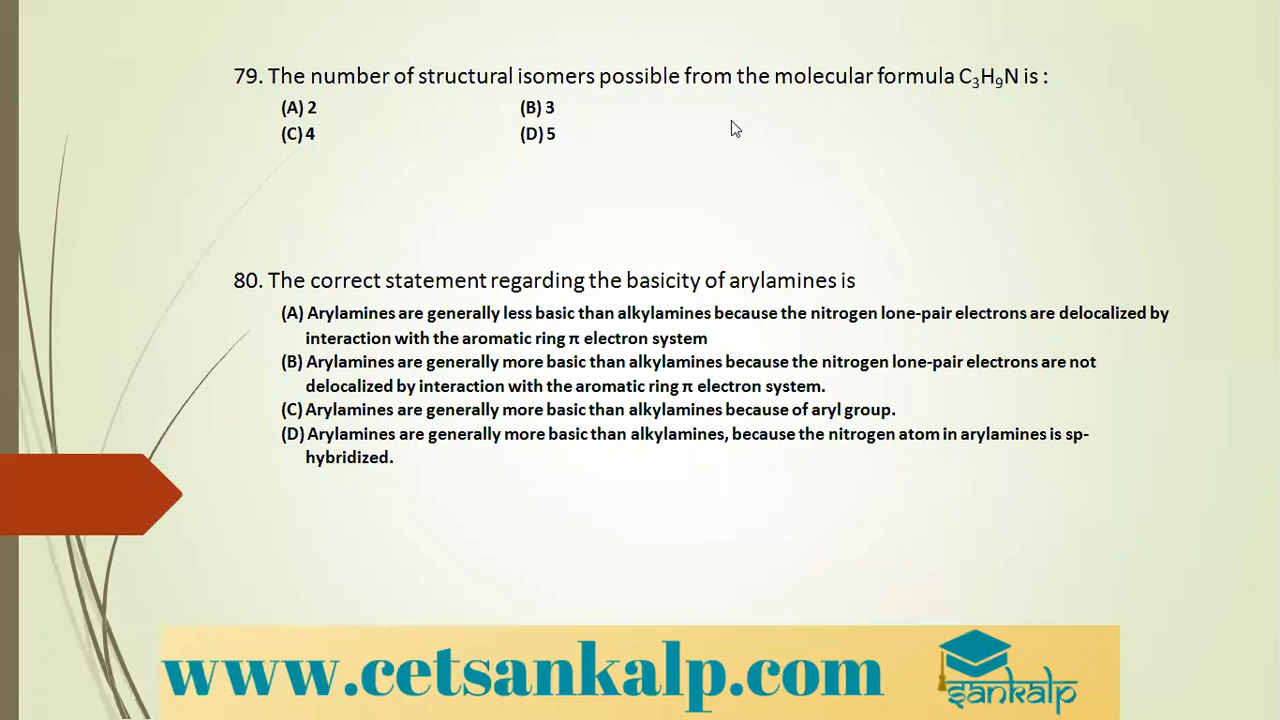 79. The number of structural isomers possible from the molecular formula C₃H₉N is :
(A) 2 (B) 3
(C) 4 (D) 5
80. The correct statement regarding the basicity of arylamines is
(A) Arylamines are generally less basic than alkylamines because the nitrogen lone-pair electrons are delocalized by
interaction with the aromatic ring π electron system
(B) Arylamines are generally more basic than alkylamines because the nitrogen lone-pair electrons are not
delocalized by interaction with the aromatic ring π electron system.
(C) Arylamines are generally more basic than alkylamines because of aryl group.
(D) Arylamines are generally more basic than alkylamines, because the nitrogen atom in arylamines is sp-
hybridized.
www.cetsankalp.com
sankalp